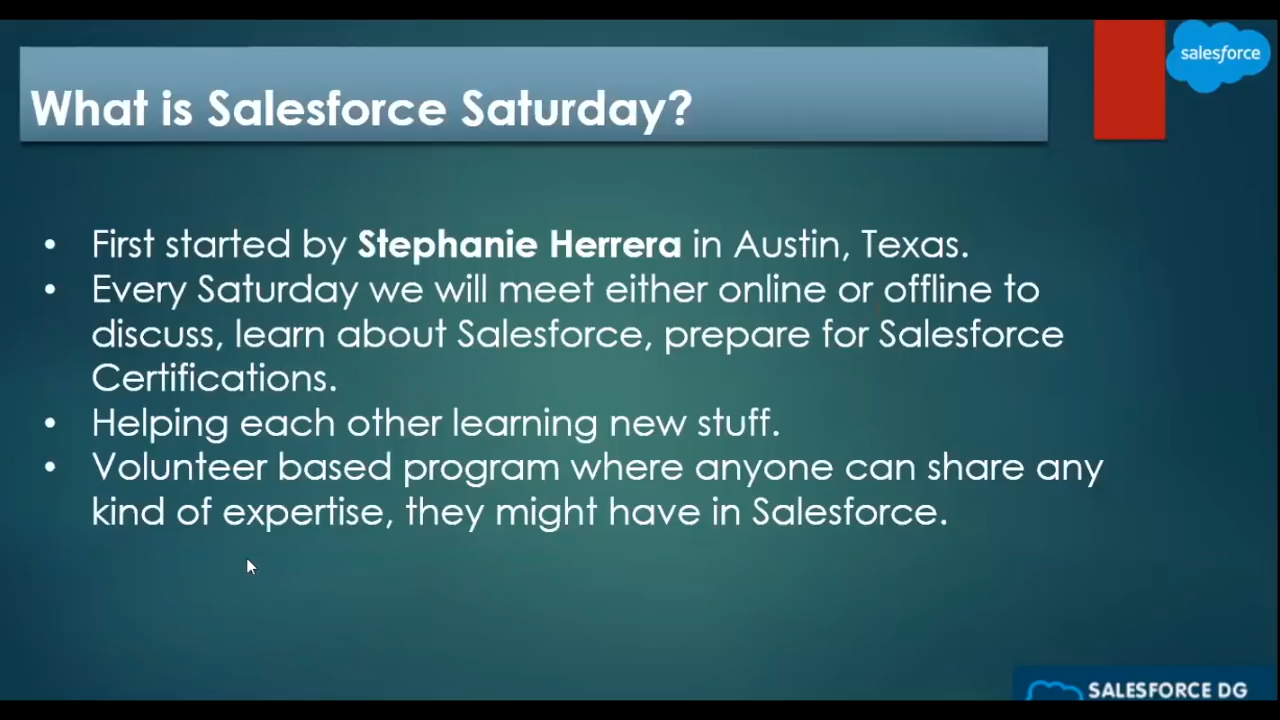 salesforce
What is Salesforce Saturday?
• First started by Stephanie Herrera in Austin, Texas.
• Every Saturday we will meet either online or offline to
discuss, learn about Salesforce, prepare for Salesforce
Certifications.
• Helping each other learning new stuff.
• Volunteer based program where anyone can share any
kind of expertise, they might have in Salesforce.
SALESFORCE DG